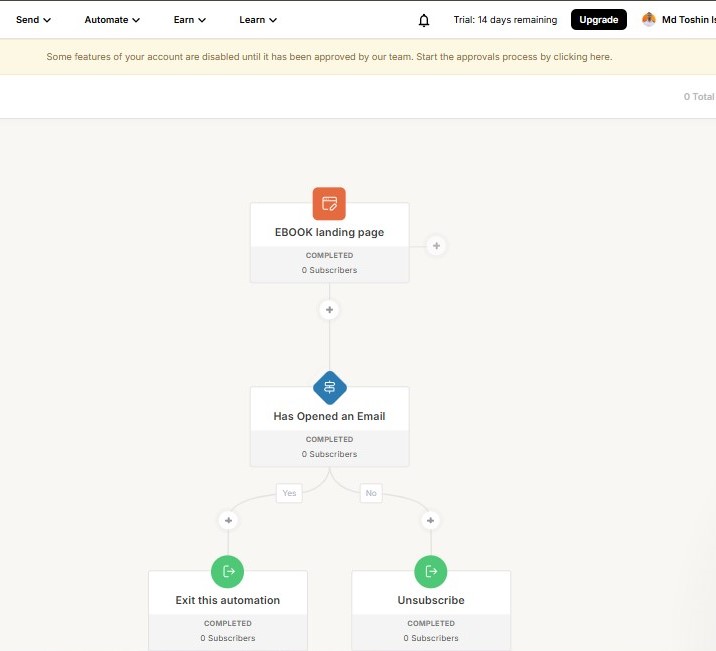 Send Automate Earn Learn Trial: 14 days remaining Upgrade Md Toshin
Some features of your account are disabled until it has been approved by our team. Start the approvals process by clicking here.
0 Total
EBOOK landing page
COMPLETED
0 Subscribers
Has Opened an Email
COMPLETED
0 Subscribers
Yes No
Exit this automation Unsubscribe
COMPLETED COMPLETED
0 Subscribers 0 Subscribers